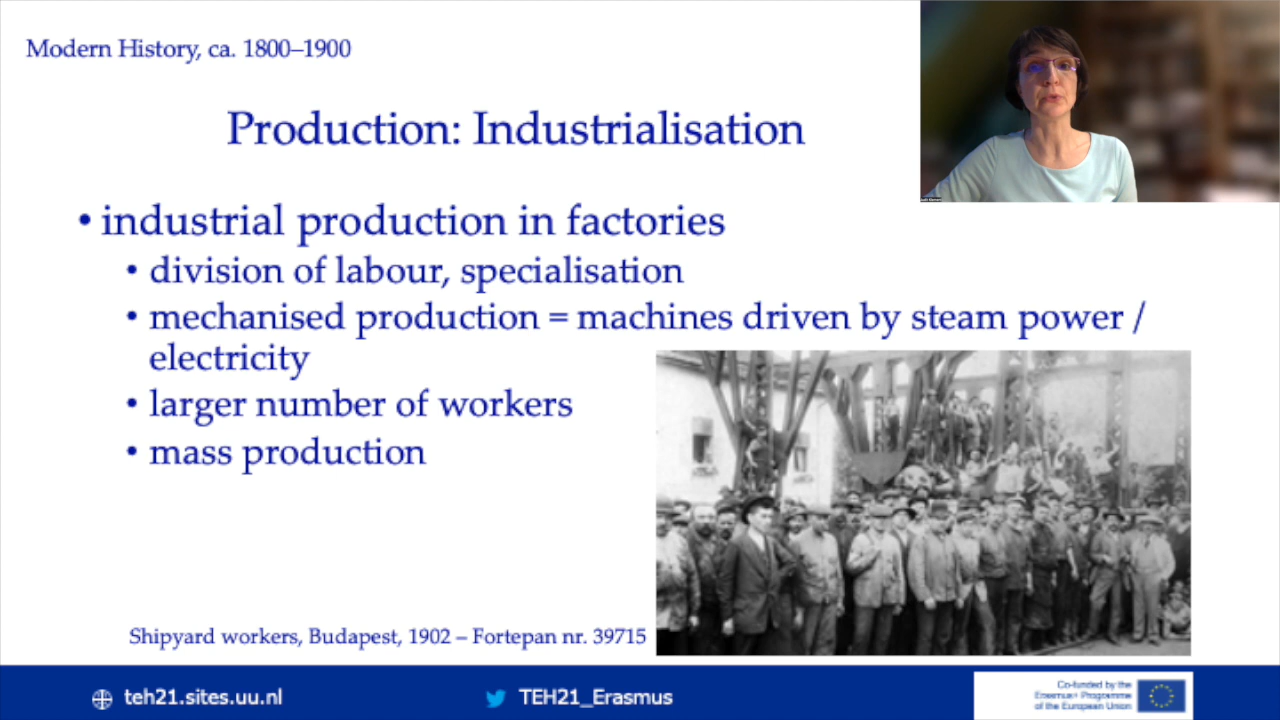 Modern History, ca. 1800–1900
Production: Industrialisation
• industrial production in factories
• division of labour, specialisation
• mechanised production = machines driven by steam power /
electricity
• larger number of workers
• mass production
Shipyard workers, Budapest, 1902 – Fortepan nr. 39715
teh21.sites.uu.nl
TEH21_Erasmus
Co-funded by the
Erasmus+ Programme
of the European Union